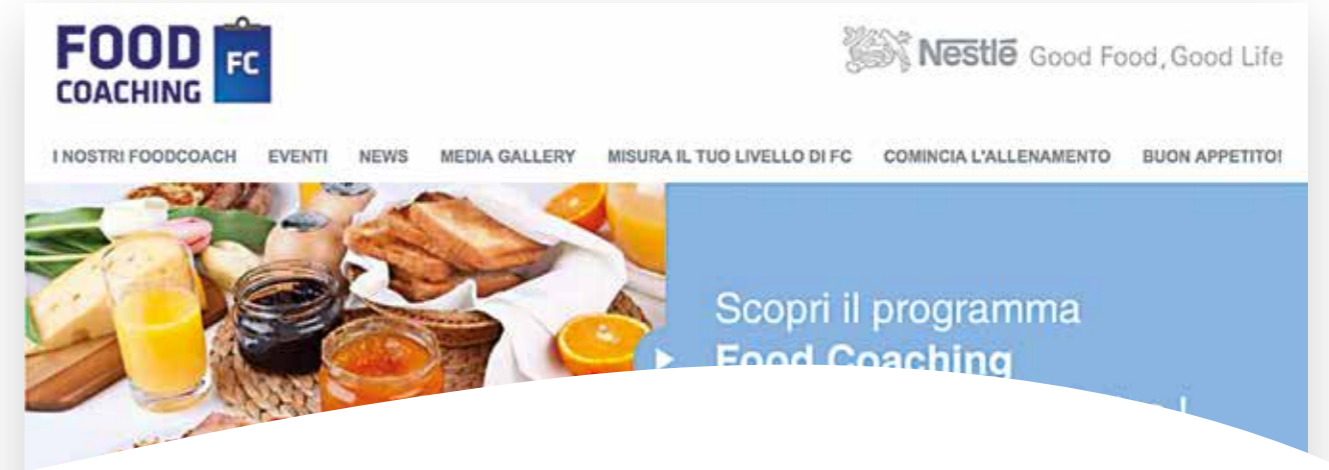 FOOD
COACHING
FC
Nestlē Good Food, Good Life
I NOSTRI FOODCOACH EVENTI NEWS MEDIA GALLERY MISURA IL TUO LIVELLO DI FC COMINCIA L'ALLENAMENTO BUON APPETITO!
Scopri il programma
Food Coaching